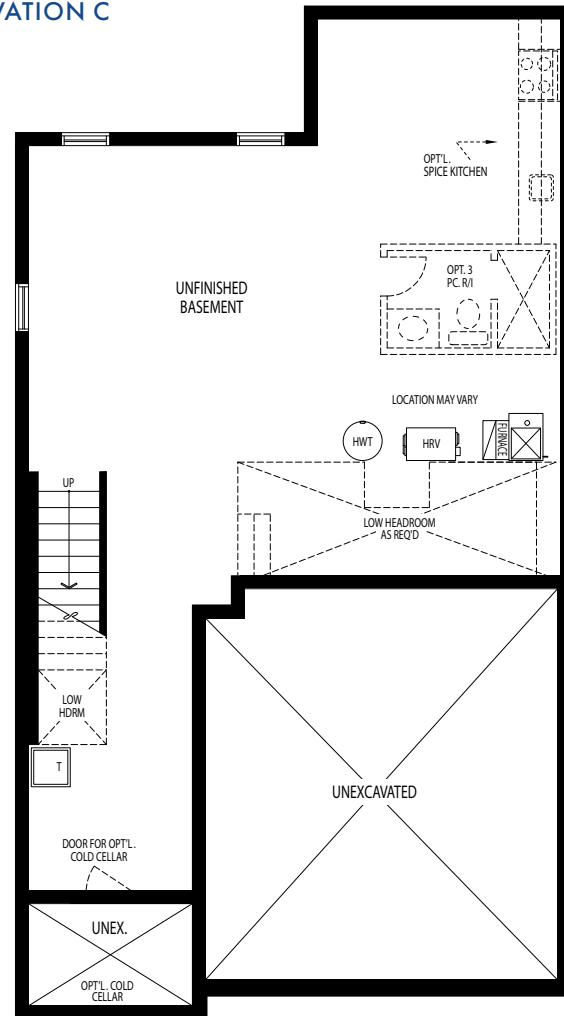 VATION C
OPT'L.
SPICE KITCHEN
OPT. 3
PC. R/I
UNFINISHED
BASEMENT
LOCATION MAY VARY
HWT
HRV
FURNACE
UP
LOW HEADROOM
AS REQ'D
LOW
HDRM
T
UNEXCAVATED
DOOR FOR OPT'L.
COLD CELLAR
UNEX.
OPT'L. COLD
CELLAR